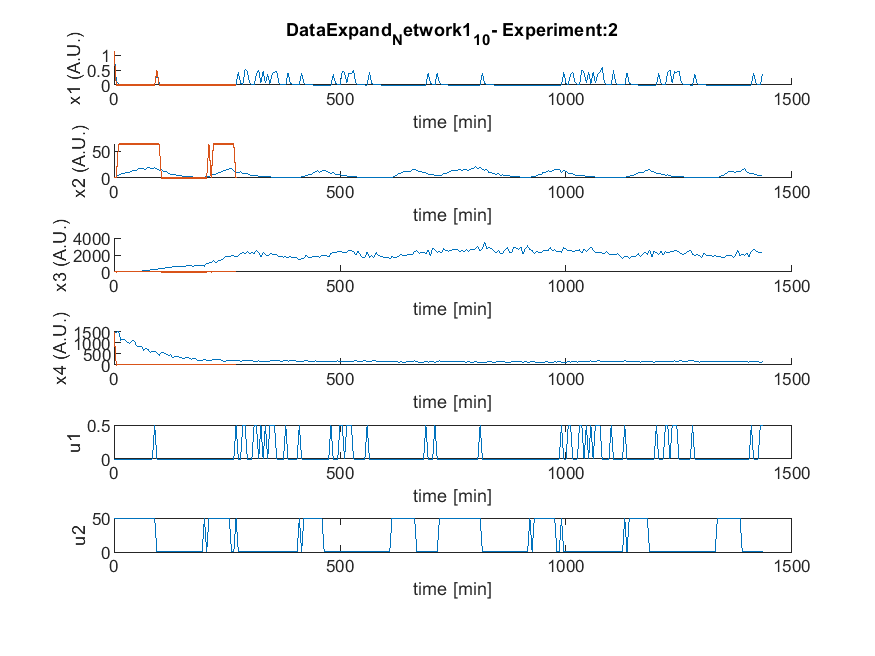 DataExpand_Network1_10- Experiment:2
x1 (A.U.)
1
0.5
0
0 500 1000 1500
time [min]
x2 (A.U.)
50
0
0 500 1000 1500
time [min]
x3 (A.U.)
4000
2000
0
0 500 1000 1500
time [min]
x4 (A.U.)
1500
1000
500
0
0 500 1000 1500
time [min]
u1
0.5
0
0 500 1000 1500
time [min]
u2
50
0
0 500 1000 1500
time [min]